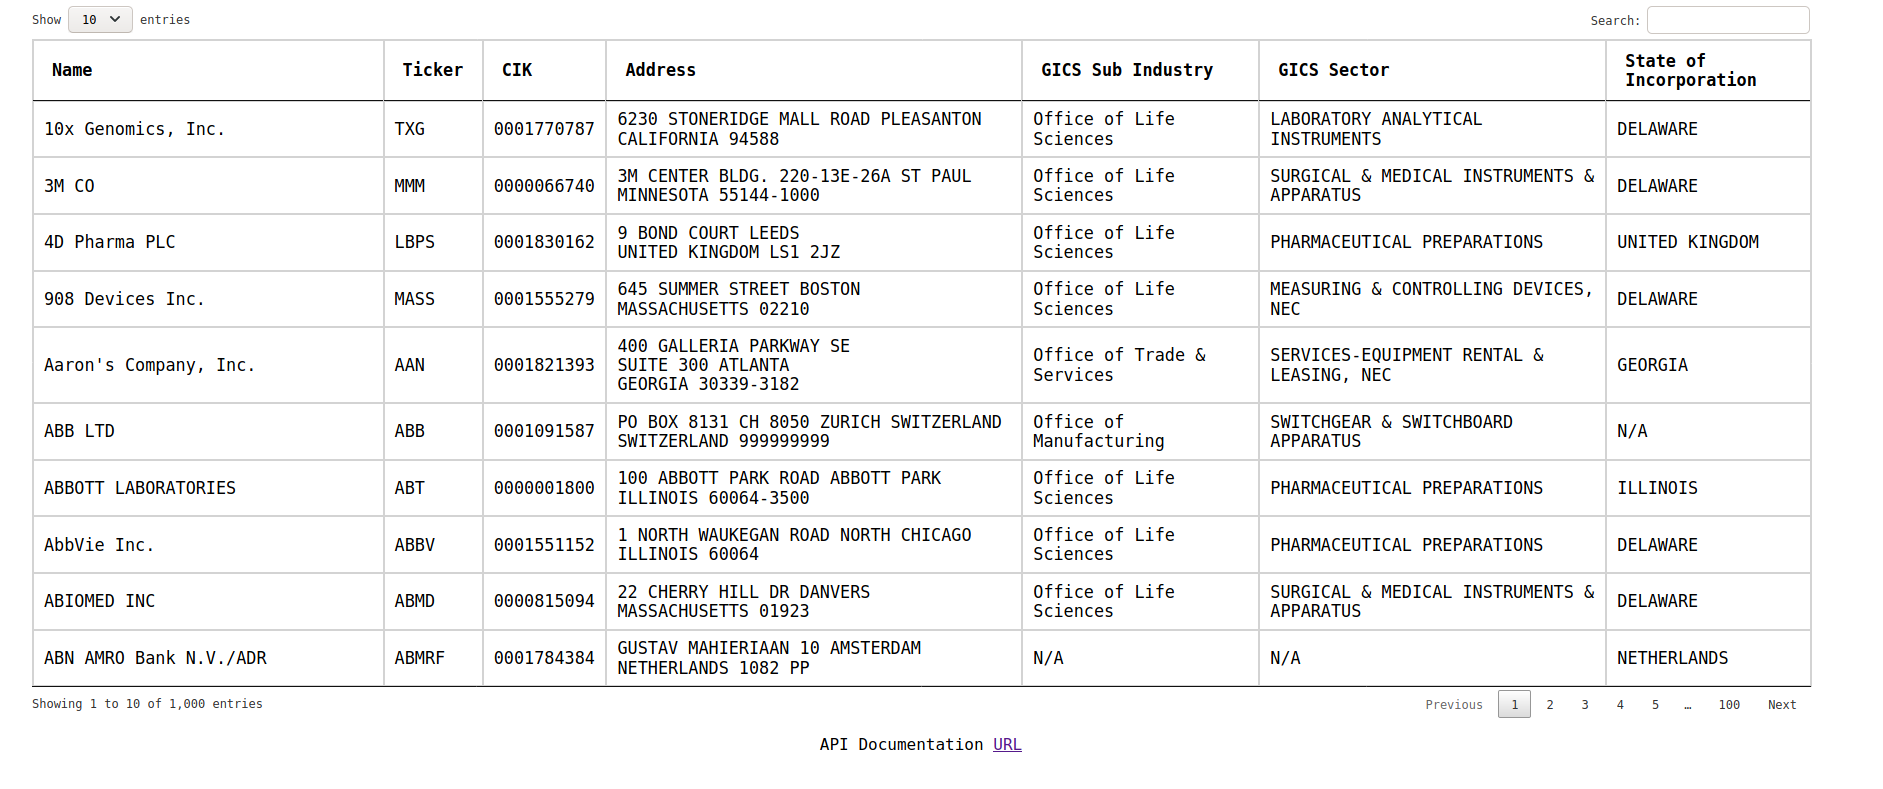 Show 10 entries Search:
Name Ticker CIK Address GICS Sub Industry GICS Sector State of
Incorporation
10x Genomics, Inc. TXG 0001770787 6230 STONERIDGE MALL ROAD PLEASANTON
CALIFORNIA 94588 Office of Life
Sciences LABORATORY ANALYTICAL
INSTRUMENTS DELAWARE
3M CO MMM 0000066740 3M CENTER BLDG. 220-13E-26A ST PAUL
MINNESOTA 55144-1000 Office of Life
Sciences SURGICAL & MEDICAL INSTRUMENTS &
APPARATUS DELAWARE
4D Pharma PLC LBPS 0001830162 9 BOND COURT LEEDS
UNITED KINGDOM LS1 2JZ Office of Life
Sciences PHARMACEUTICAL PREPARATIONS UNITED KINGDOM
908 Devices Inc. MASS 0001555279 645 SUMMER STREET BOSTON
MASSACHUSETTS 02210 Office of Life
Sciences MEASURING & CONTROLLING DEVICES,
NEC DELAWARE
Aaron's Company, Inc. AAN 0001821393 400 GALLERIA PARKWAY SE
SUITE 300 ATLANTA
GEORGIA 30339-3182 Office of Trade &
Services SERVICES-EQUIPMENT RENTAL &
LEASING, NEC GEORGIA
ABB LTD ABB 0001091587 PO BOX 8131 CH 8050 ZURICH SWITZERLAND
SWITZERLAND 999999999 Office of
Manufacturing SWITCHGEAR & SWITCHBOARD
APPARATUS N/A
ABBOTT LABORATORIES ABT 0000001800 100 ABBOTT PARK ROAD ABBOTT PARK
ILLINOIS 60064-3500 Office of Life
Sciences PHARMACEUTICAL PREPARATIONS ILLINOIS
AbbVie Inc. ABBV 0001551152 1 NORTH WAUKEGAN ROAD NORTH CHICAGO
ILLINOIS 60064 Office of Life
Sciences PHARMACEUTICAL PREPARATIONS DELAWARE
ABIOMED INC ABMD 0000815094 22 CHERRY HILL DR DANVERS
MASSACHUSETTS 01923 Office of Life
Sciences SURGICAL & MEDICAL INSTRUMENTS &
APPARATUS DELAWARE
ABN AMRO Bank N.V./ADR ABMRF 0001784384 GUSTAV MAHIERIAAN 10 AMSTERDAM
NETHERLANDS 1082 PP N/A N/A NETHERLANDS
Showing 1 to 10 of 1,000 entries Previous 1 2 3 4 5 … 100 Next
API Documentation URL